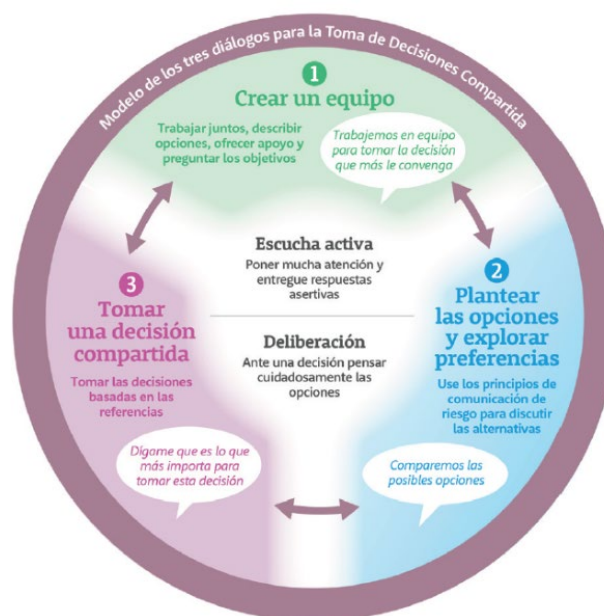 Modelo de los tres diálogos para la Toma de Decisiones Compartida
1
Crear un equipo
Trabajar juntos, describir
opciones, ofrecer apoyo y
preguntar los objetivos
Trabajemos en equipo
para tomar la decisión
que más le convenga
Escucha activa
Poner mucha atención y
entregue respuestas
asertivas
Deliberación
Ante una decisión pensar
cuidadosamente las
opciones
2
Plantear
las opciones
y explorar
preferencias
Use los principios de
comunicación de
riesgo para discutir
las alternativas
Comparemos las
posibles opciones
3
Tomar
una decisión
compartida
Tomar las decisiones
basadas en las
referencias
Dígame que es lo que
más importa para
tomar esta decisión